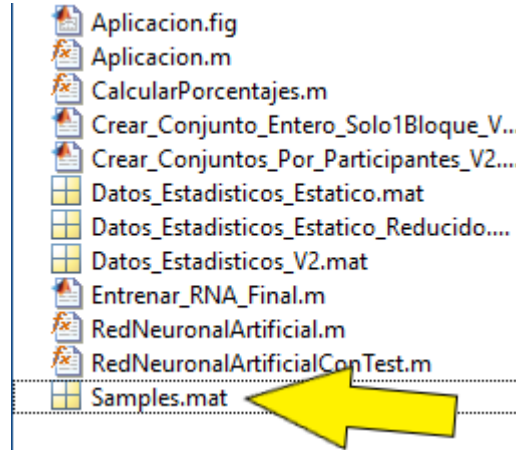 Aplicacion.fig
Aplicacion.m
CalcularPorcentajes.m
Crear_Conjunto_Entero_Solo1Bloque_V...
Crear_Conjuntos_Por_Participantes_V2....
Datos_Estadisticos_Estatico.mat
Datos_Estadisticos_Estatico_Reducido....
Datos_Estadisticos_V2.mat
Entrenar_RNA_Final.m
RedNeuronalArtificial.m
RedNeuronalArtificialConTest.m
Samples.mat